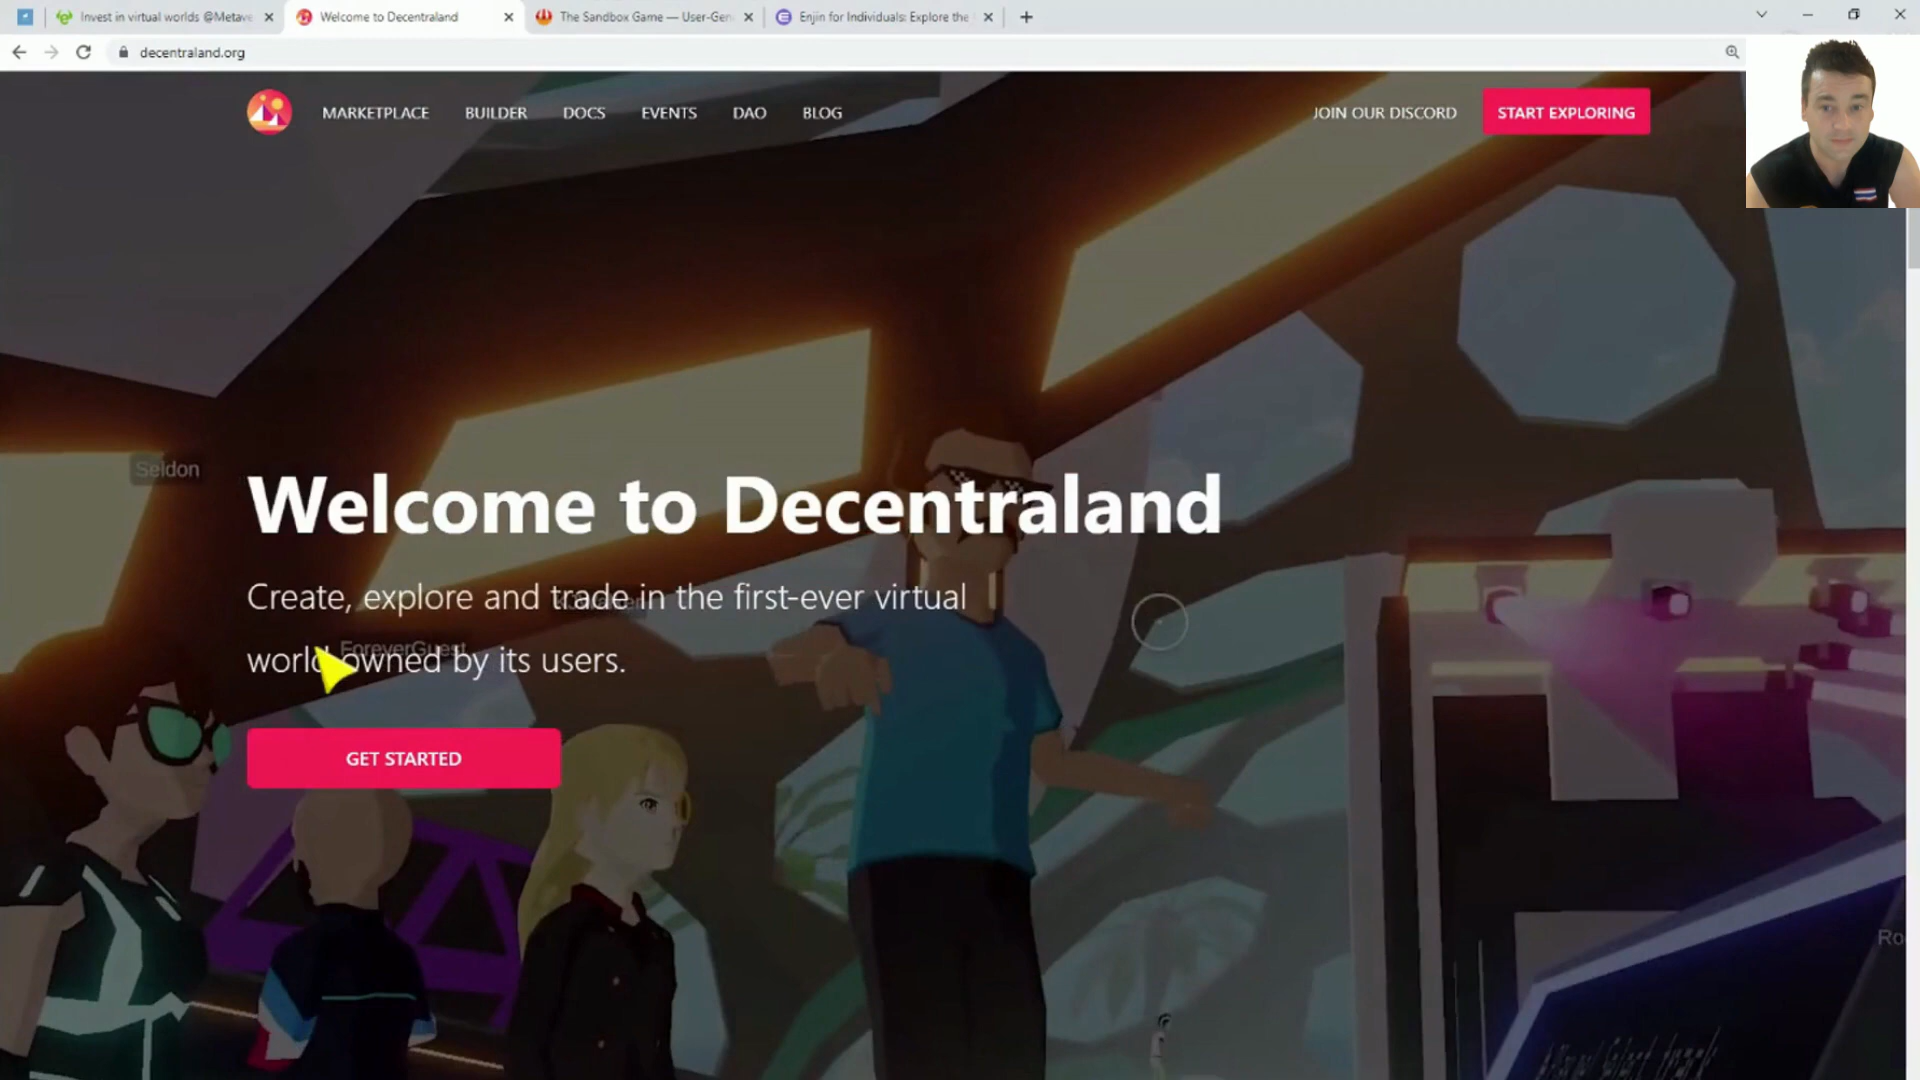 Invest in virtual worlds @Metave
Welcome to Decentraland
The Sandbox Game — User-Gen
Enjin for Individuals: Explore the
decentraland.org
MARKETPLACE BUILDER DOCS EVENTS DAO BLOG JOIN OUR DISCORD START EXPLORING
Seldon
Welcome to Decentraland
Create, explore and trade in the first-ever virtual
ForeverGuest
world owned by its users.
GET STARTED
Ro